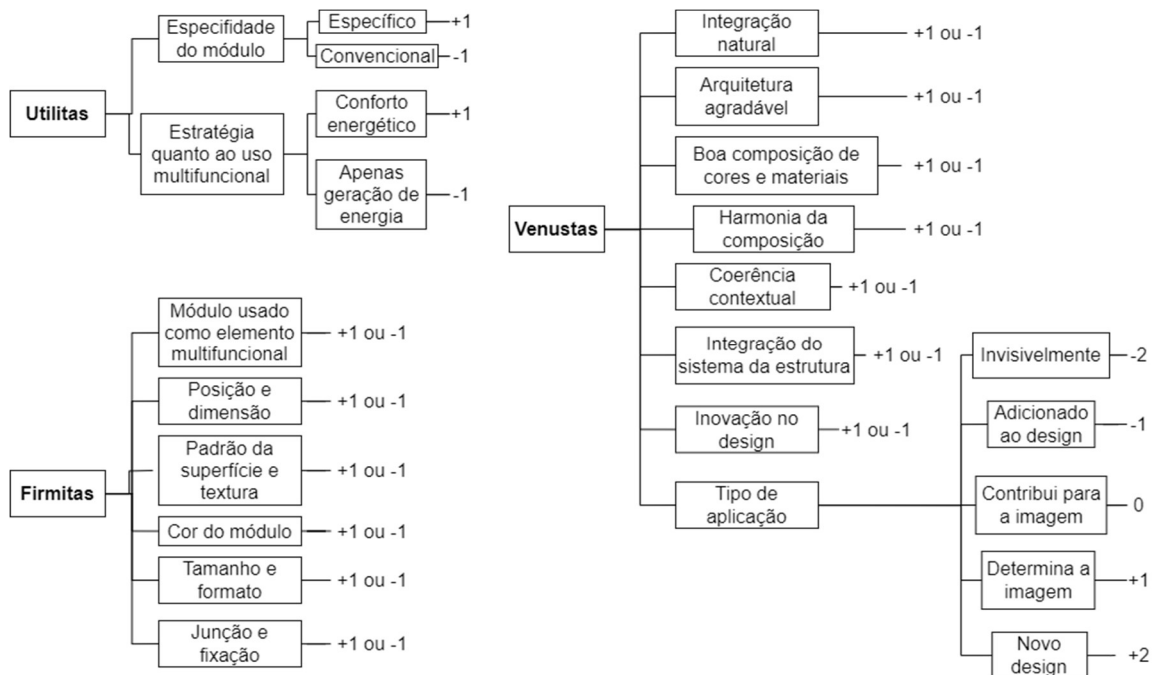 Utilitas
Especifidade
do módulo
Específico
+1
Convencional
-1
Estratégia
quanto ao uso
multifuncional
Conforto
energético
+1
Apenas
geração de
energia
-1
Firmitas
Módulo usado
como elemento
multifuncional
+1 ou -1
Posição e
dimensão
+1 ou -1
Padrão da
superfície e
textura
+1 ou -1
Cor do módulo
+1 ou -1
Tamanho e
formato
+1 ou -1
Junção e
fixação
+1 ou -1
Venustas
Integração
natural
+1 ou -1
Arquitetura
agradável
+1 ou -1
Boa composição de
cores e materiais
+1 ou -1
Harmonia da
composição
+1 ou -1
Coerência
contextual
+1 ou -1
Integração do
sistema da estrutura
+1 ou -1
Inovação no
design
+1 ou -1
Tipo de
aplicação
Invisivelmente
-2
Adicionado
ao design
-1
Contribui para
a imagem
0
Determina a
imagem
+1
Novo
design
+2